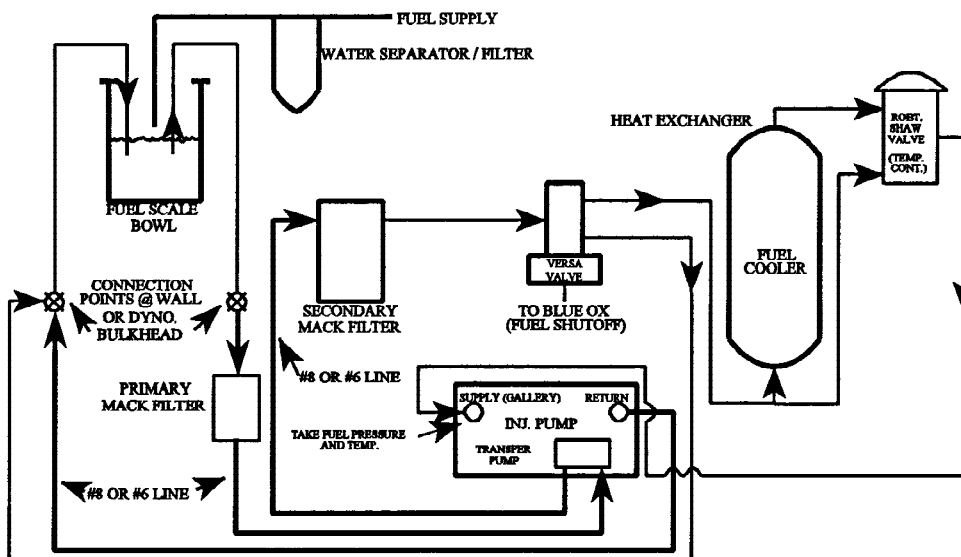 FUEL SUPPLY
WATER SEPARATOR / FILTER
HEAT EXCHANGER
ROBT.
SHAW
VALVE
(TEMP.
CONT.)
FUEL SCALE
BOWL
FUEL
COOLER
VERSA
VALVE
CONNECTION
POINTS @ WALL
OR DYNO.
BULKHEAD
SECONDARY
MACK FILTER
TO BLUE OX
(FUEL SHUTOFF)
#8 OR #6 LINE
PRIMARY
MACK FILTER
SUPPLY (GALLERY)
RETURN
INJ. PUMP
TAKE FUEL PRESSURE
AND TEMP.
TRANSFER
PUMP
#8 OR #6 LINE